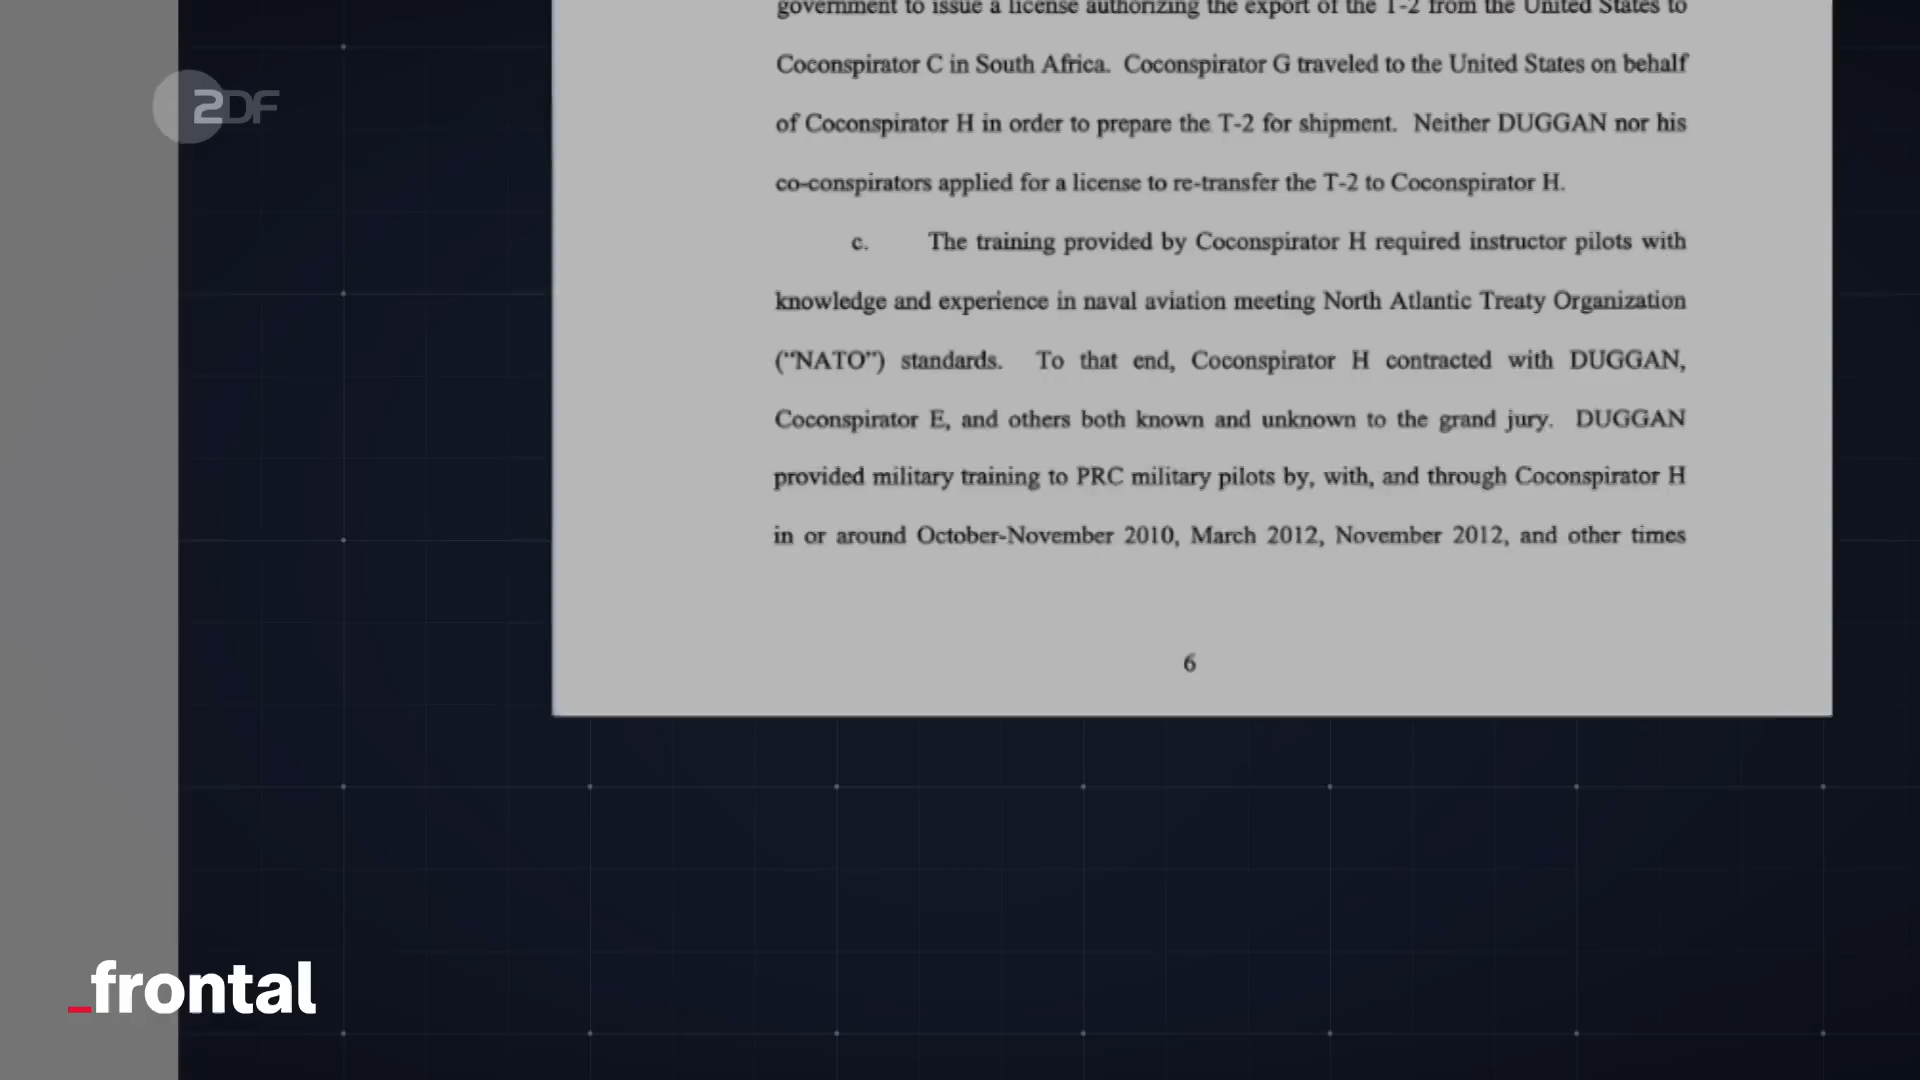 government to issue a license authorizing the export of the T-2 from the United States to
Coconspirator C in South Africa. Coconspirator G traveled to the United States on behalf
of Coconspirator H in order to prepare the T-2 for shipment. Neither DUGGAN nor his
co-conspirators applied for a license to re-transfer the T-2 to Coconspirator H.
c. The training provided by Coconspirator H required instructor pilots with
knowledge and experience in naval aviation meeting North Atlantic Treaty Organization
(“NATO”) standards. To that end, Coconspirator H contracted with DUGGAN,
Coconspirator E, and others both known and unknown to the grand jury. DUGGAN
provided military training to PRC military pilots by, with, and through Coconspirator H
in or around October-November 2010, March 2012, November 2012, and other times
6
ZDF
_frontal